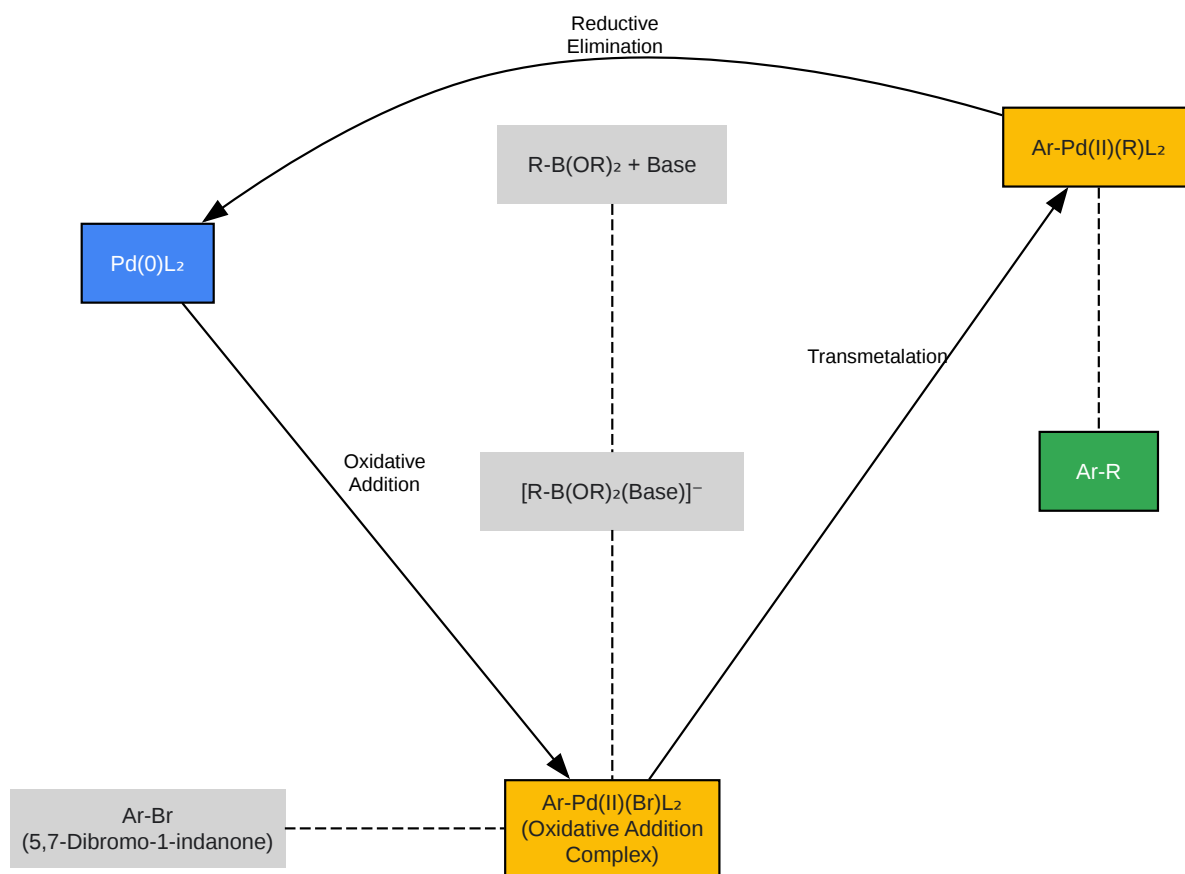 Reductive
Elimination
R-B(OR)₂ + Base
Ar-Pd(II)(R)L₂
Pd(0)L₂
Transmetalation
Oxidative
Addition
[R-B(OR)₂(Base)]⁻
Ar-R
Ar-Br
(5,7-Dibromo-1-indanone)
Ar-Pd(II)(Br)L₂
(Oxidative Addition
Complex)